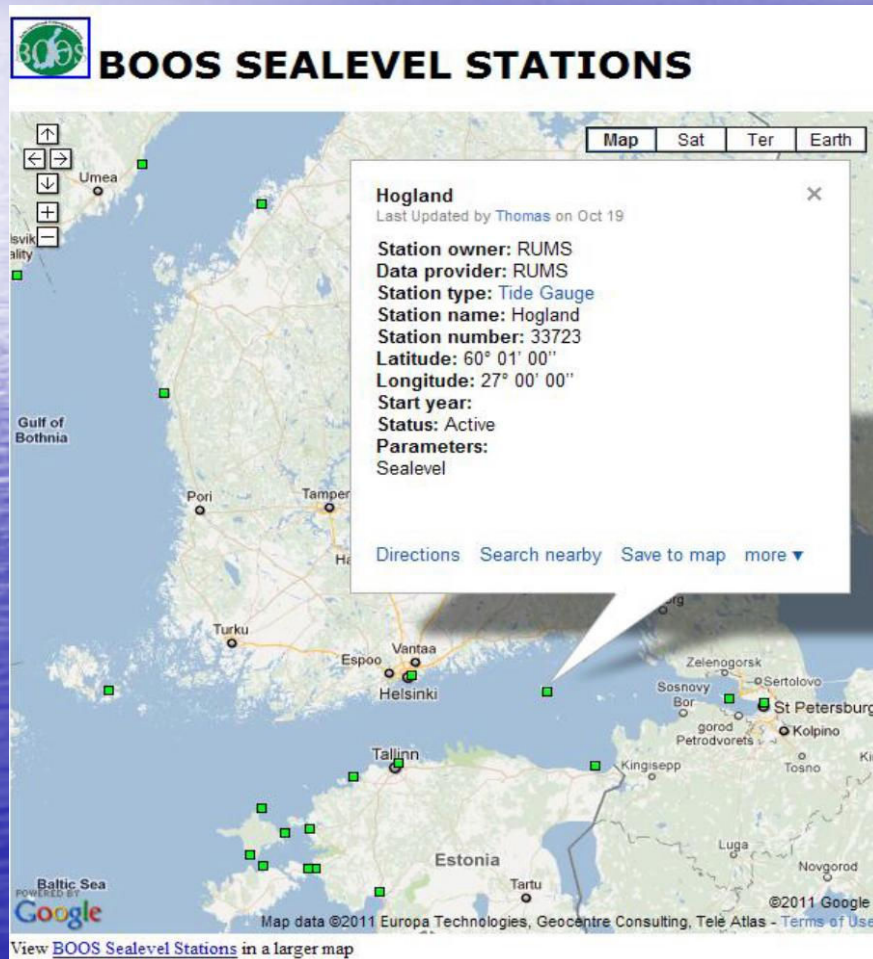 BOOS
BOOS SEALEVEL STATIONS
Map Sat Ter Earth
Umea
Hogland
Last Updated by Thomas on Oct 19
Station owner: RUMS
Data provider: RUMS
Station type: Tide Gauge
Station name: Hogland
Station number: 33723
Latitude: 60° 01' 00''
Longitude: 27° 00' 00''
Start year:
Status: Active
Parameters:
Sealevel
Directions Search nearby Save to map more ▼
Gulf of
Bothnia
Pori
Tamper
Turku
Vantaa
Espoo
Helsinki
Zelenogorsk
Sosnovy
Bor
Sertolovo
St Petersburg
gorod
Petrodvorets
Kolpino
Tallinn
Kingisepp
Tosno
Luga
Estonia
Novgorod
Baltic Sea
Tartu
POWERED BY
Google
©2011 Google
Map data ©2011 Europa Technologies, Geocentre Consulting, Tele Atlas - Terms of Use
View BOOS Sealevel Stations in a larger map